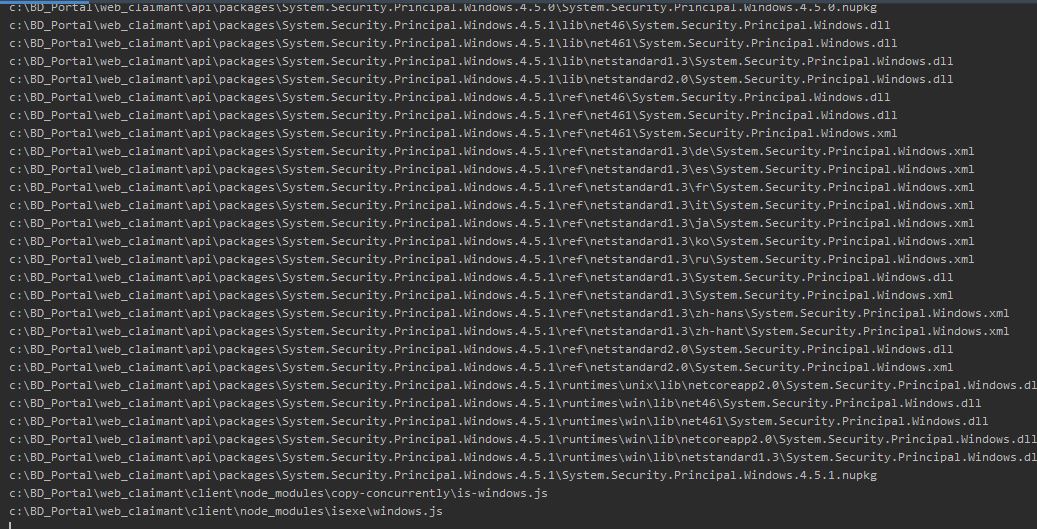 c:\BD_Portal\web_claimant\api\packages\System.Security.Principal.Windows.4.5.0\System.Security.Principal.Windows.4.5.0.nupkg
c:\BD_Portal\web_claimant\api\packages\System.Security.Principal.Windows.4.5.1\lib\net46\System.Security.Principal.Windows.dll
c:\BD_Portal\web_claimant\api\packages\System.Security.Principal.Windows.4.5.1\lib\net461\System.Security.Principal.Windows.dll
c:\BD_Portal\web_claimant\api\packages\System.Security.Principal.Windows.4.5.1\lib\netstandard1.3\System.Security.Principal.Windows.dll
c:\BD_Portal\web_claimant\api\packages\System.Security.Principal.Windows.4.5.1\lib\netstandard2.0\System.Security.Principal.Windows.dll
c:\BD_Portal\web_claimant\api\packages\System.Security.Principal.Windows.4.5.1\ref\net46\System.Security.Principal.Windows.dll
c:\BD_Portal\web_claimant\api\packages\System.Security.Principal.Windows.4.5.1\ref\net461\System.Security.Principal.Windows.dll
c:\BD_Portal\web_claimant\api\packages\System.Security.Principal.Windows.4.5.1\ref\net461\System.Security.Principal.Windows.xml
c:\BD_Portal\web_claimant\api\packages\System.Security.Principal.Windows.4.5.1\ref\netstandard1.3\de\System.Security.Principal.Windows.xml
c:\BD_Portal\web_claimant\api\packages\System.Security.Principal.Windows.4.5.1\ref\netstandard1.3\es\System.Security.Principal.Windows.xml
c:\BD_Portal\web_claimant\api\packages\System.Security.Principal.Windows.4.5.1\ref\netstandard1.3\fr\System.Security.Principal.Windows.xml
c:\BD_Portal\web_claimant\api\packages\System.Security.Principal.Windows.4.5.1\ref\netstandard1.3\it\System.Security.Principal.Windows.xml
c:\BD_Portal\web_claimant\api\packages\System.Security.Principal.Windows.4.5.1\ref\netstandard1.3\ja\System.Security.Principal.Windows.xml
c:\BD_Portal\web_claimant\api\packages\System.Security.Principal.Windows.4.5.1\ref\netstandard1.3\ko\System.Security.Principal.Windows.xml
c:\BD_Portal\web_claimant\api\packages\System.Security.Principal.Windows.4.5.1\ref\netstandard1.3\ru\System.Security.Principal.Windows.xml
c:\BD_Portal\web_claimant\api\packages\System.Security.Principal.Windows.4.5.1\ref\netstandard1.3\System.Security.Principal.Windows.dll
c:\BD_Portal\web_claimant\api\packages\System.Security.Principal.Windows.4.5.1\ref\netstandard1.3\System.Security.Principal.Windows.xml
c:\BD_Portal\web_claimant\api\packages\System.Security.Principal.Windows.4.5.1\ref\netstandard1.3\zh-hans\System.Security.Principal.Windows.xml
c:\BD_Portal\web_claimant\api\packages\System.Security.Principal.Windows.4.5.1\ref\netstandard1.3\zh-hant\System.Security.Principal.Windows.xml
c:\BD_Portal\web_claimant\api\packages\System.Security.Principal.Windows.4.5.1\ref\netstandard2.0\System.Security.Principal.Windows.dll
c:\BD_Portal\web_claimant\api\packages\System.Security.Principal.Windows.4.5.1\ref\netstandard2.0\System.Security.Principal.Windows.xml
c:\BD_Portal\web_claimant\api\packages\System.Security.Principal.Windows.4.5.1\runtimes\unix\lib\netcoreapp2.0\System.Security.Principal.Windows.dl
c:\BD_Portal\web_claimant\api\packages\System.Security.Principal.Windows.4.5.1\runtimes\win\lib\net46\System.Security.Principal.Windows.dll
c:\BD_Portal\web_claimant\api\packages\System.Security.Principal.Windows.4.5.1\runtimes\win\lib\net461\System.Security.Principal.Windows.dll
c:\BD_Portal\web_claimant\api\packages\System.Security.Principal.Windows.4.5.1\runtimes\win\lib\netcoreapp2.0\System.Security.Principal.Windows.dll
c:\BD_Portal\web_claimant\api\packages\System.Security.Principal.Windows.4.5.1\runtimes\win\lib\netstandard1.3\System.Security.Principal.Windows.dl
c:\BD_Portal\web_claimant\api\packages\System.Security.Principal.Windows.4.5.1\System.Security.Principal.Windows.4.5.1.nupkg
c:\BD_Portal\web_claimant\client\node_modules\copy-concurrently\is-windows.js
c:\BD_Portal\web_claimant\client\node_modules\isexe\windows.js